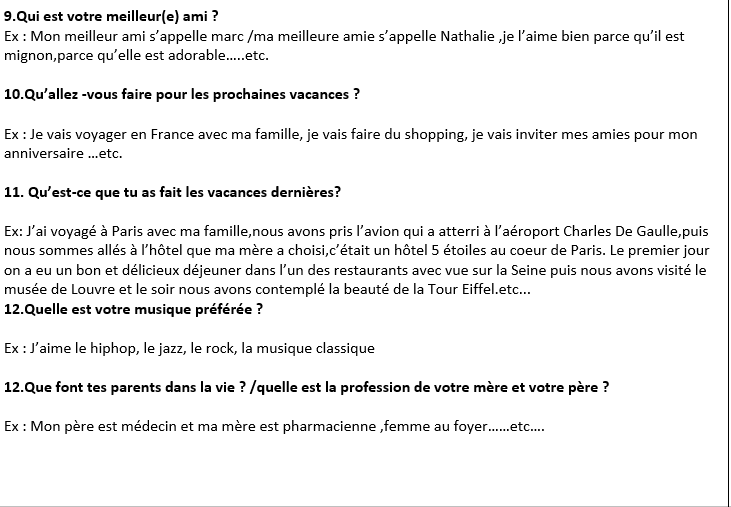 9.Qui est votre meilleur(e) ami ?
Ex : Mon meilleur ami s’appelle marc /ma meilleure amie s’appelle Nathalie ,je l’aime bien parce qu’il est
mignon,parce qu’elle est adorable…..etc.
10.Qu’allez -vous faire pour les prochaines vacances ?
Ex : Je vais voyager en France avec ma famille, je vais faire du shopping, je vais inviter mes amies pour mon
anniversaire …etc.
11. Qu’est-ce que tu as fait les vacances dernières?
Ex: J’ai voyagé à Paris avec ma famille,nous avons pris l’avion qui a atterri à l’aéroport Charles De Gaulle,puis
nous sommes allés à l’hôtel que ma mère a choisi,c’était un hôtel 5 étoiles au coeur de Paris. Le premier jour
on a eu un bon et délicieux déjeuner dans l’un des restaurants avec vue sur la Seine puis nous avons visité le
musée de Louvre et le soir nous avons contemplé la beauté de la Tour Eiffel.etc...
12.Quelle est votre musique préférée ?
Ex : J’aime le hiphop, le jazz, le rock, la musique classique
12.Que font tes parents dans la vie ? /quelle est la profession de votre mère et votre père ?
Ex : Mon père est médecin et ma mère est pharmacienne ,femme au foyer……etc….